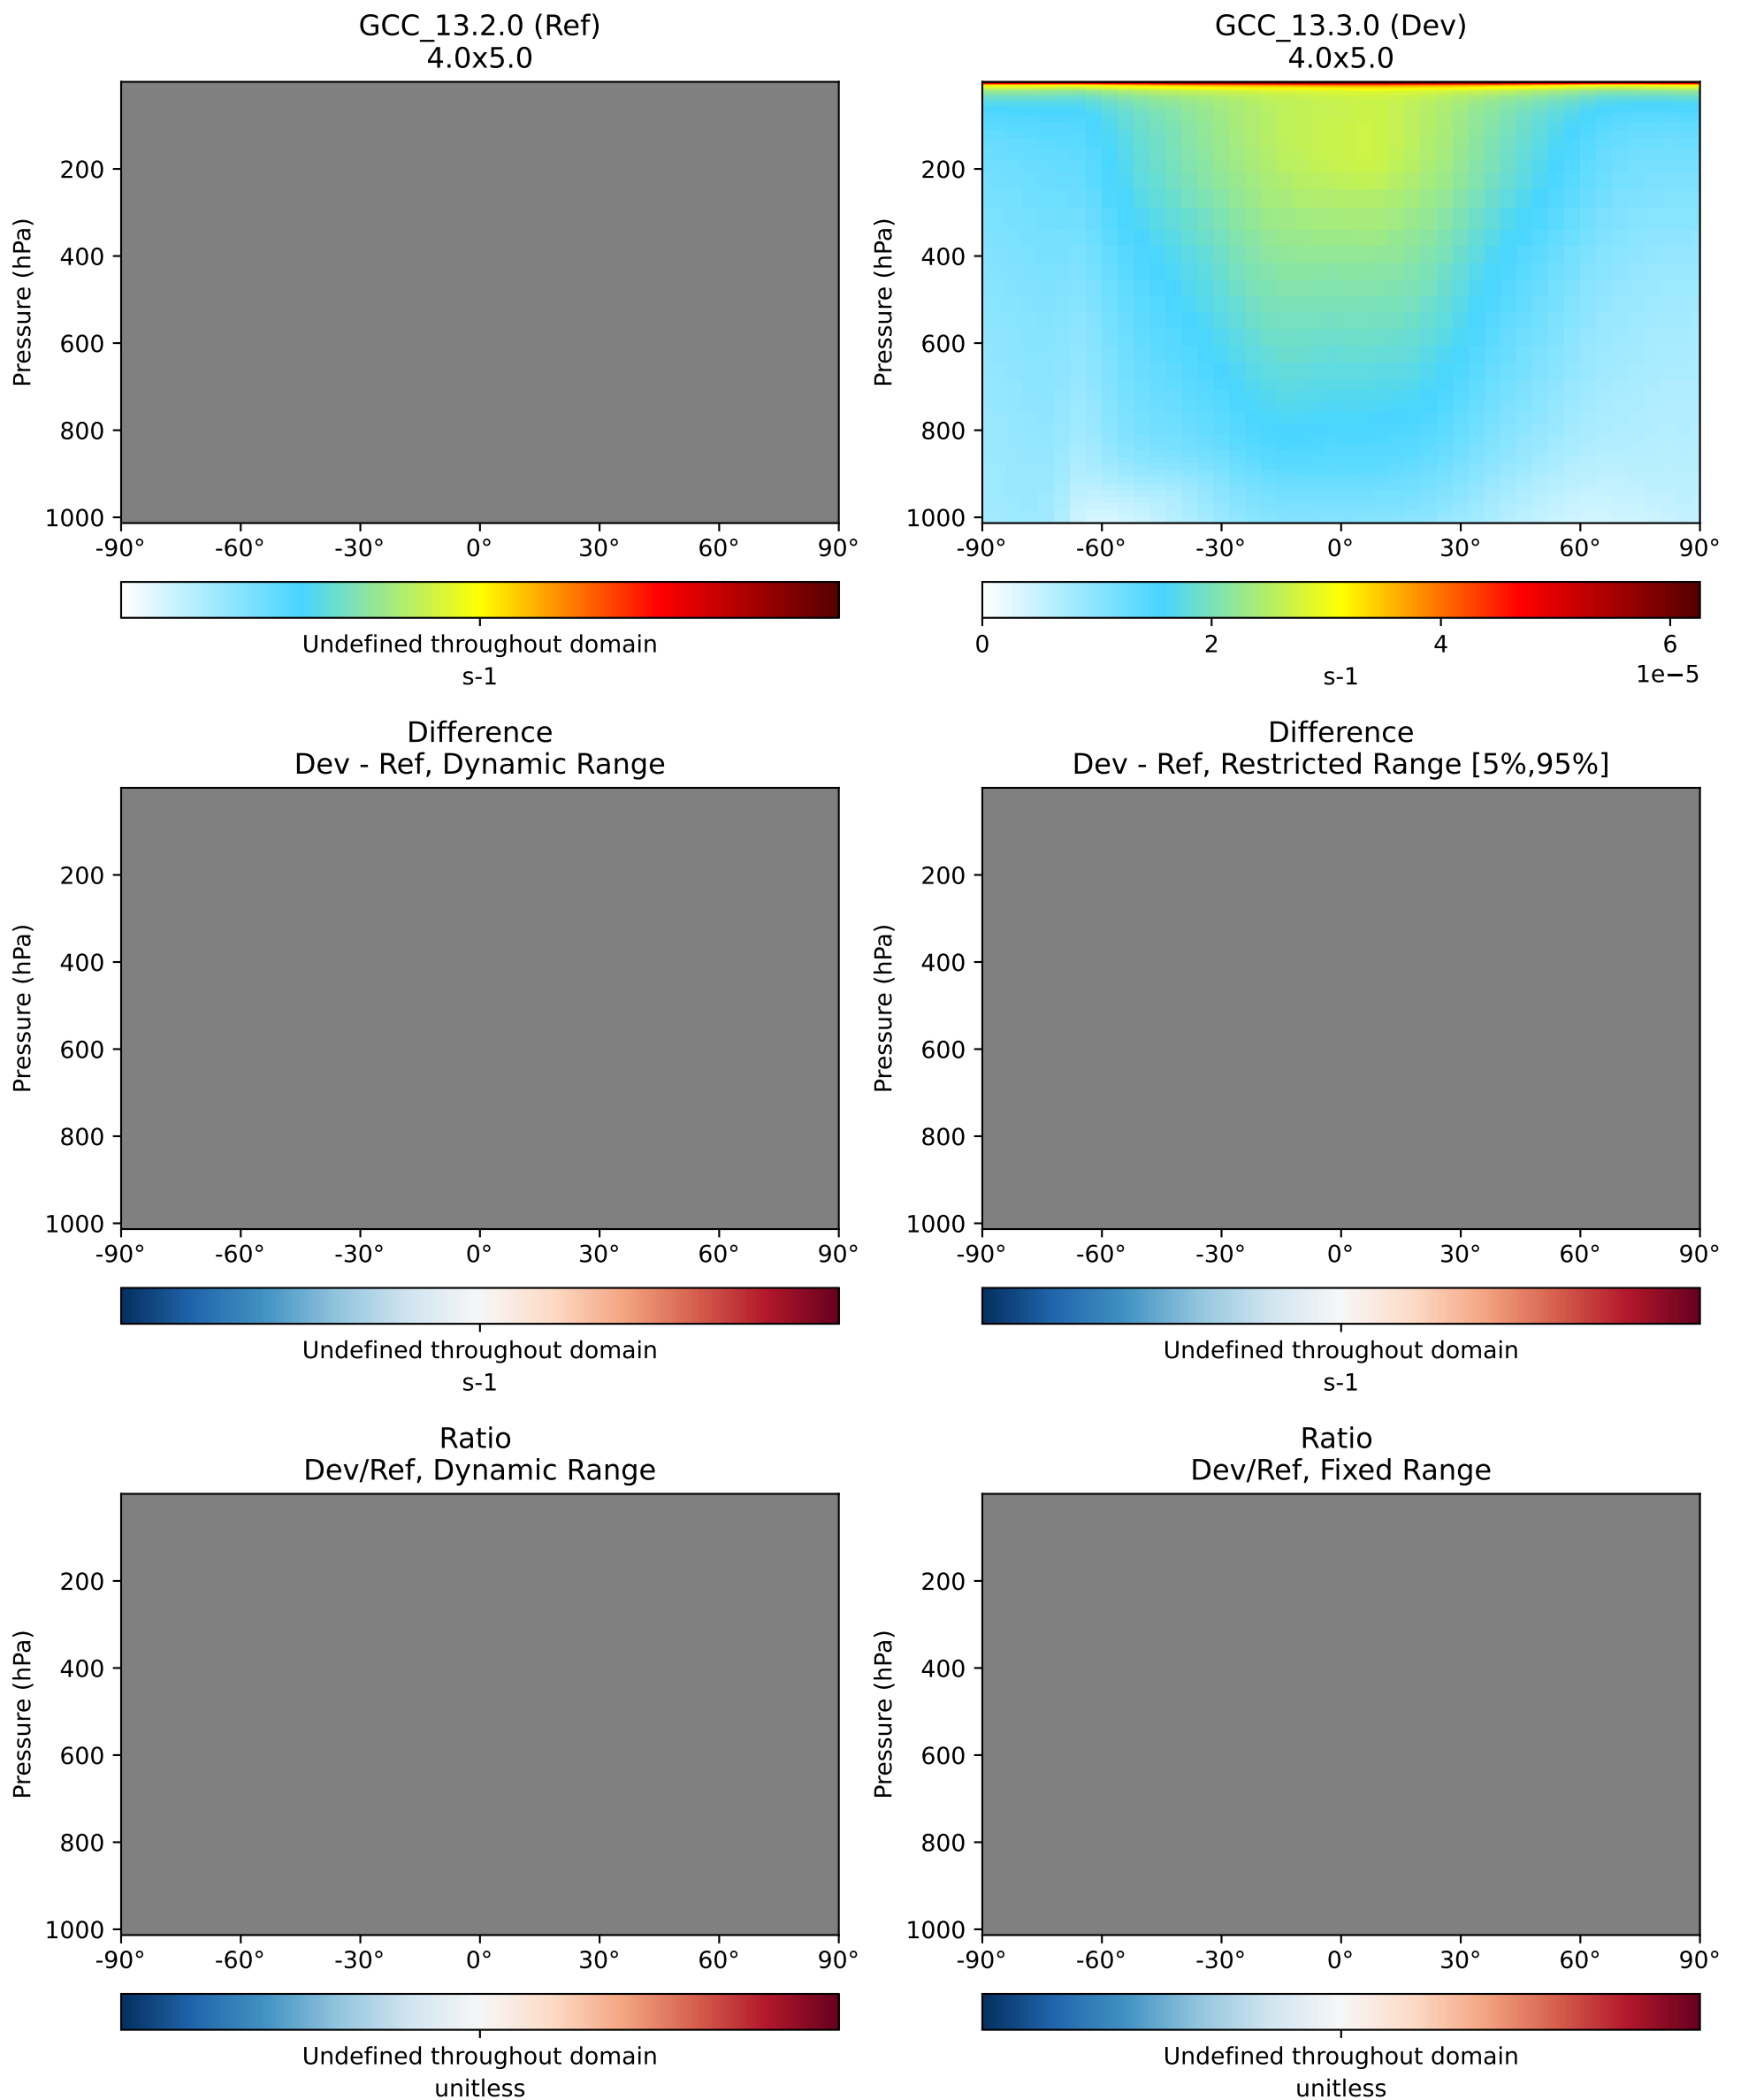 GCC_13.2.0 (Ref)
4.0x5.0
Pressure (hPa)
200
400
600
800
1000
-90° -60° -30° 0° 30° 60° 90°
Undefined throughout domain
s-1
GCC_13.3.0 (Dev)
4.0x5.0
Pressure (hPa)
200
400
600
800
1000
-90° -60° -30° 0° 30° 60° 90°
0 2 4 6
s-1
1e−5
Difference
Dev - Ref, Dynamic Range
Pressure (hPa)
200
400
600
800
1000
-90° -60° -30° 0° 30° 60° 90°
Undefined throughout domain
s-1
Difference
Dev - Ref, Restricted Range [5%,95%]
Pressure (hPa)
200
400
600
800
1000
-90° -60° -30° 0° 30° 60° 90°
Undefined throughout domain
s-1
Ratio
Dev/Ref, Dynamic Range
Pressure (hPa)
200
400
600
800
1000
-90° -60° -30° 0° 30° 60° 90°
Undefined throughout domain
unitless
Ratio
Dev/Ref, Fixed Range
Pressure (hPa)
200
400
600
800
1000
-90° -60° -30° 0° 30° 60° 90°
Undefined throughout domain
unitless